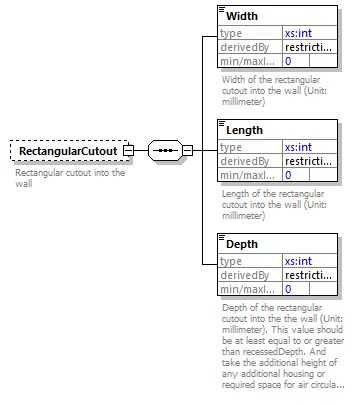 Width
type xs:int
derivedBy restricti...
min/maxI... 0
Width of the rectangular
cutout into the wall (Unit:
millimeter)
RectangularCutout
Rectangular cutout into the
wall
Length
type xs:int
derivedBy restricti...
min/maxI... 0
Length of the rectangular
cutout into the wall (Unit:
millimeter)
Depth
type xs:int
derivedBy restricti...
min/maxI... 0
Depth of the rectangular
cutout into the the wall (Unit:
millimeter). This value should
be at least equal to or greater
than recessedDepth. And
take the additional height of
any additional housing or
required space for air circula...